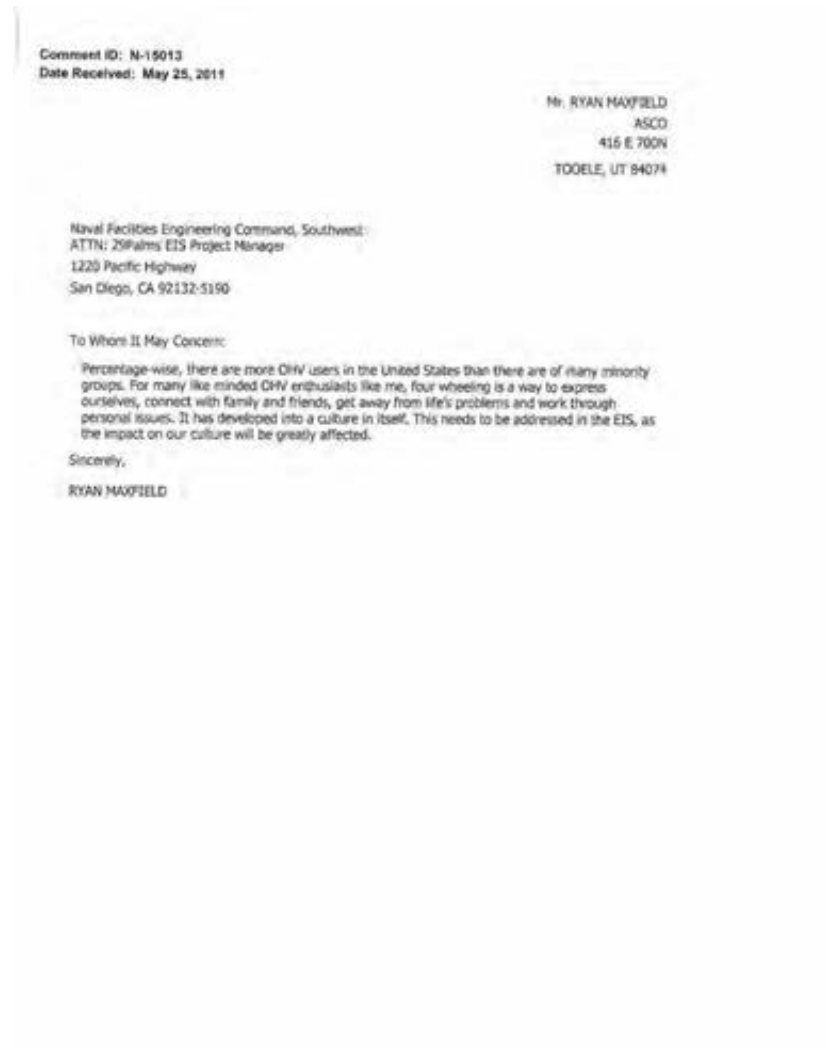 Comment ID: N-15013
Date Received: May 25, 2011
Mr. RYAN MAXFIELD
ASCO
416 E 700N
TOOELE, UT 84074
Naval Facilities Engineering Command, Southwest
ATTN: 29Palms EIS Project Manager
1220 Pacific Highway
San Diego, CA 92132-5190
To Whom It May Concern:
Percentage-wise, there are more OHV users in the United States than there are of many minority
groups. For many like minded OHV enthusiasts like me, four wheeling is a way to express
ourselves, connect with family and friends, get away from life's problems and work through
personal issues. It has developed into a culture in itself. This needs to be addressed in the EIS, as
the impact on our culture will be greatly affected.
Sincerely,
RYAN MAXFIELD